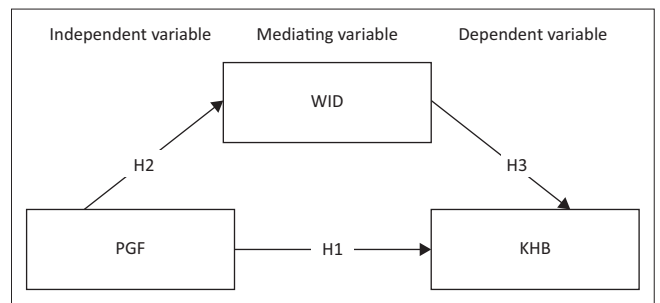 Independent variable Mediating variable Dependent variable
WID
H2 H3
PGF H1 KHB